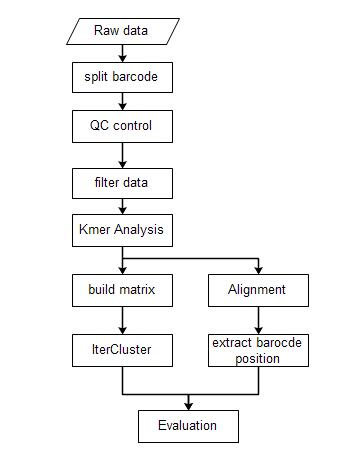 Raw data
split barcode
QC control
filter data
Kmer Analysis
build matrix
Alignment
IterCluster
extract barocde
position
Evaluation